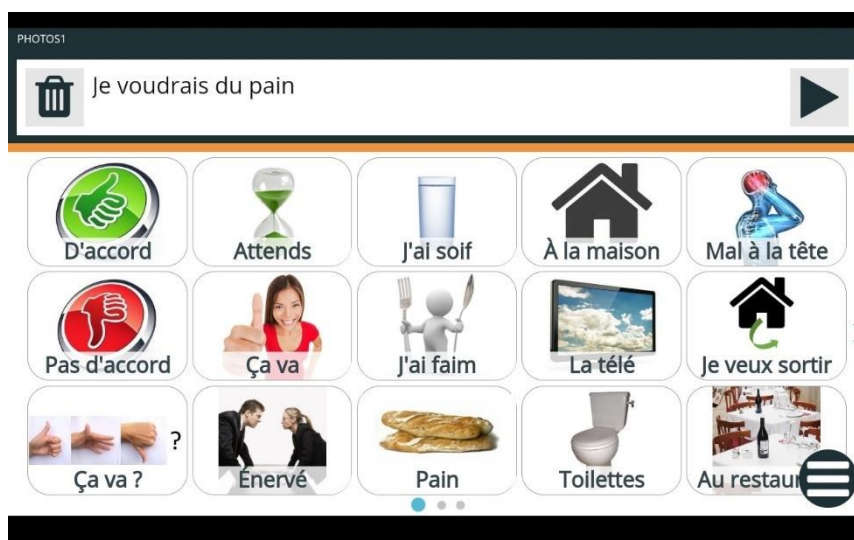 PHOTOS1
Je voudrais du pain
D'accord
Attends
J'ai soif
À la maison
Mal à la tête
Pas d'accord
Ça va
J'ai faim
La télé
Je veux sortir
?
Ça va ?
Énervé
Pain
Toilettes
Au